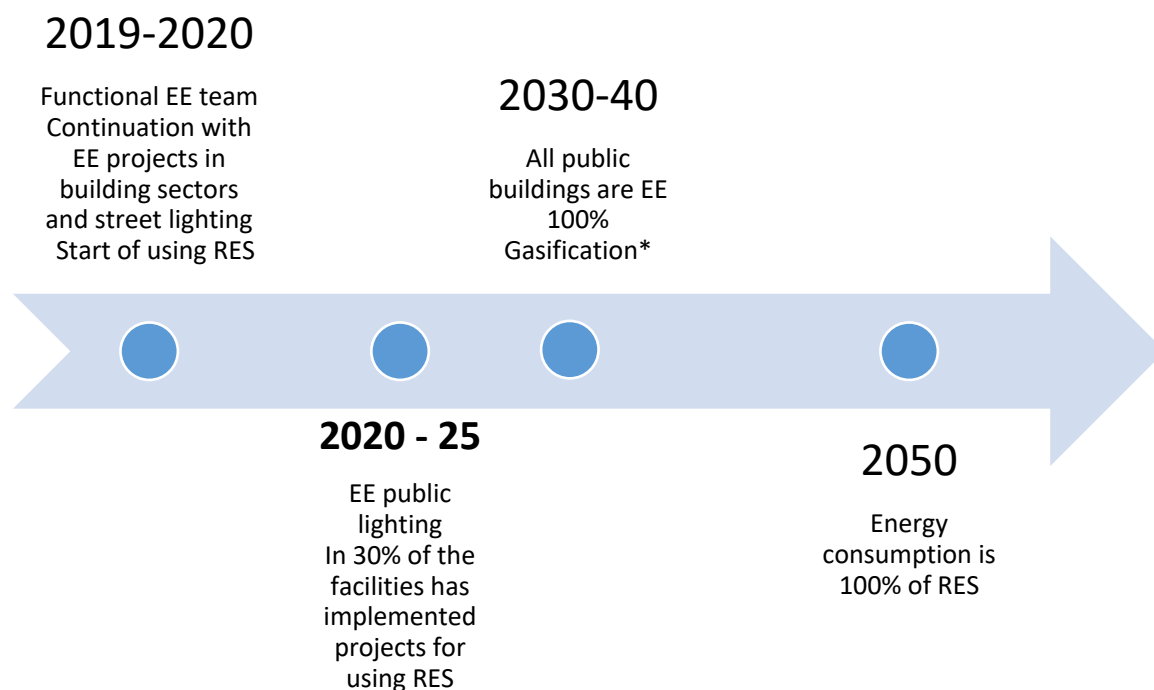 2019-2020
Functional EE team
Continuation with
EE projects in
building sectors
and street lighting
Start of using RES
2030-40
All public
buildings are EE
100%
Gasification*
2020 - 25
EE public
lighting
In 30% of the
facilities has
implemented
projects for
using RES
2050
Energy
consumption is
100% of RES